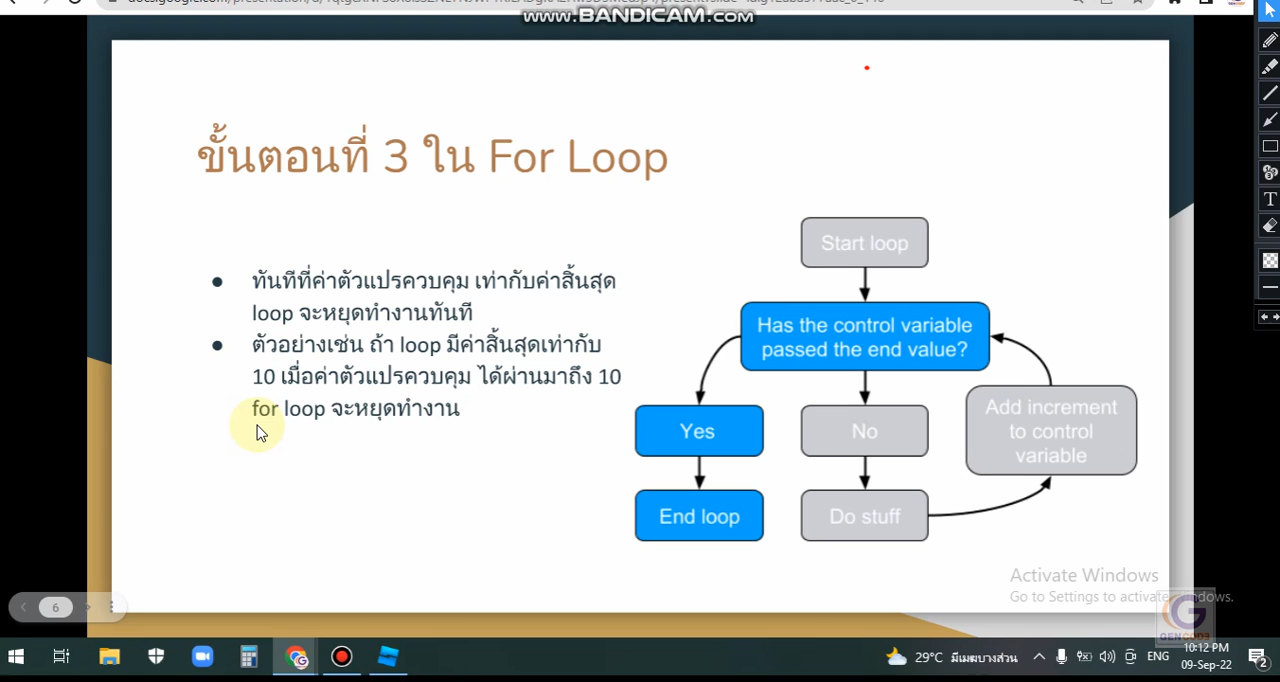 www.BANDICAM.com
ขั้นตอนที่ 3 ใน For Loop
● ทันทีที่ค่าตัวแปรควบคุม เท่ากับค่าสิ้นสุด
loop จะหยุดทำงานทันที
● ตัวอย่างเช่น ถ้า loop มีค่าสิ้นสุดเท่ากับ
10 เมื่อค่าตัวแปรควบคุม ได้ผ่านมาถึง 10
for loop จะหยุดทำงาน
Start loop
Has the control variable
passed the end value?
Yes
No
Add increment
to control
variable
End loop
Do stuff
Activate Windows
Go to Settings to activate Windows.
6
GENCODE
29°C มีเมฆบางส่วน
ENG
10:12 PM
09-Sep-22
2
T